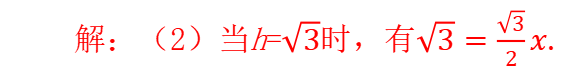 解：（2）当h=√3时，有√3 = √3/2 x.